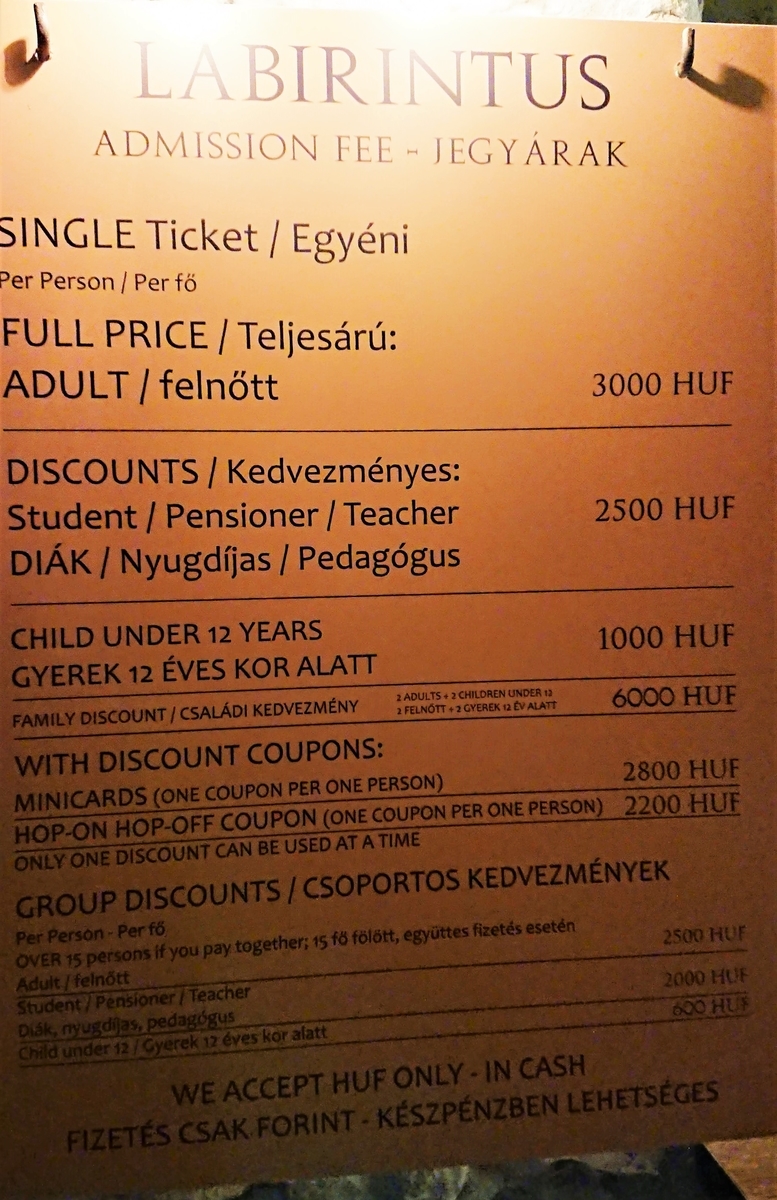 LABIRINTUS
ADMISSION FEE - JEGYÁRAK
SINGLE Ticket / Egyéni
Per Person / Per fő
FULL PRICE / Teljesárú:
ADULT / felnőtt 3000 HUF
DISCOUNTS / Kedvezményes:
Student / Pensioner / Teacher 2500 HUF
DIÁK / Nyugdíjas / Pedagógus
CHILD UNDER 12 YEARS 1000 HUF
GYEREK 12 ÉVES KOR ALATT
FAMILY DISCOUNT / CSALÁDI KEDVEZMÉNY 2 ADULTS + 2 CHILDREN UNDER 12 6000 HUF
2 FELNŐTT + 2 GYEREK 12 ÉV ALATT
WITH DISCOUNT COUPONS:
MINICARDS (ONE COUPON PER ONE PERSON) 2800 HUF
HOP-ON HOP-OFF COUPON (ONE COUPON PER ONE PERSON) 2200 HUF
ONLY ONE DISCOUNT CAN BE USED AT A TIME
GROUP DISCOUNTS / CSOPORTOS KEDVEZMÉNYEK
Per Person - Per fő
OVER 15 persons if you pay together; 15 fő fölött, együttes fizetés esetén
Adult / felnőtt 2500 HUF
Student / Pensioner / Teacher 2000 HUF
Diák, nyugdíjas, pedagógus
Child under 12 / Gyerek 12 éves kor alatt 600 HUF
WE ACCEPT HUF ONLY - IN CASH
FIZETÉS CSAK FORINT - KÉSZPÉNZBEN LEHETSÉGES